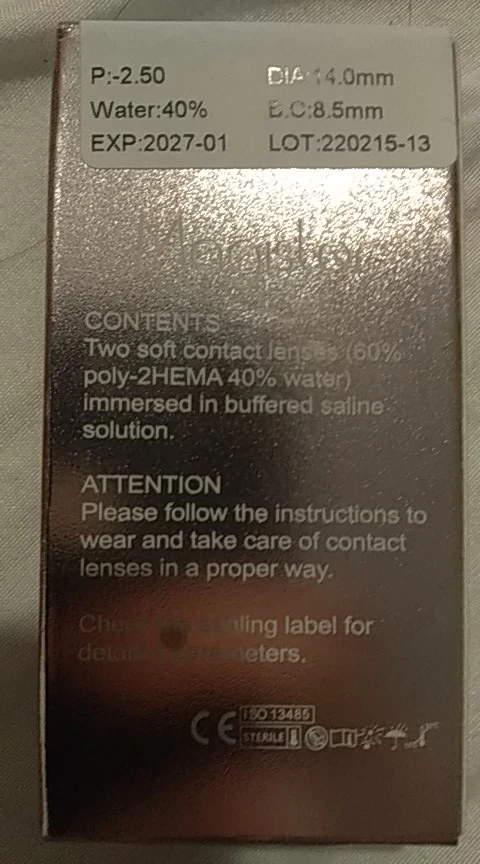 P:-2.50 DIA:14.0mm
Water:40% B.C:8.5mm
EXP:2027-01 LOT:220215-13
CONTENTS
Two soft contact lenses (60%
poly-2HEMA 40% water)
immersed in buffered saline
solution.
ATTENTION
Please follow the instructions to
wear and take care of contact
lenses in a proper way.
label for
CE ISO 13485
STERILE